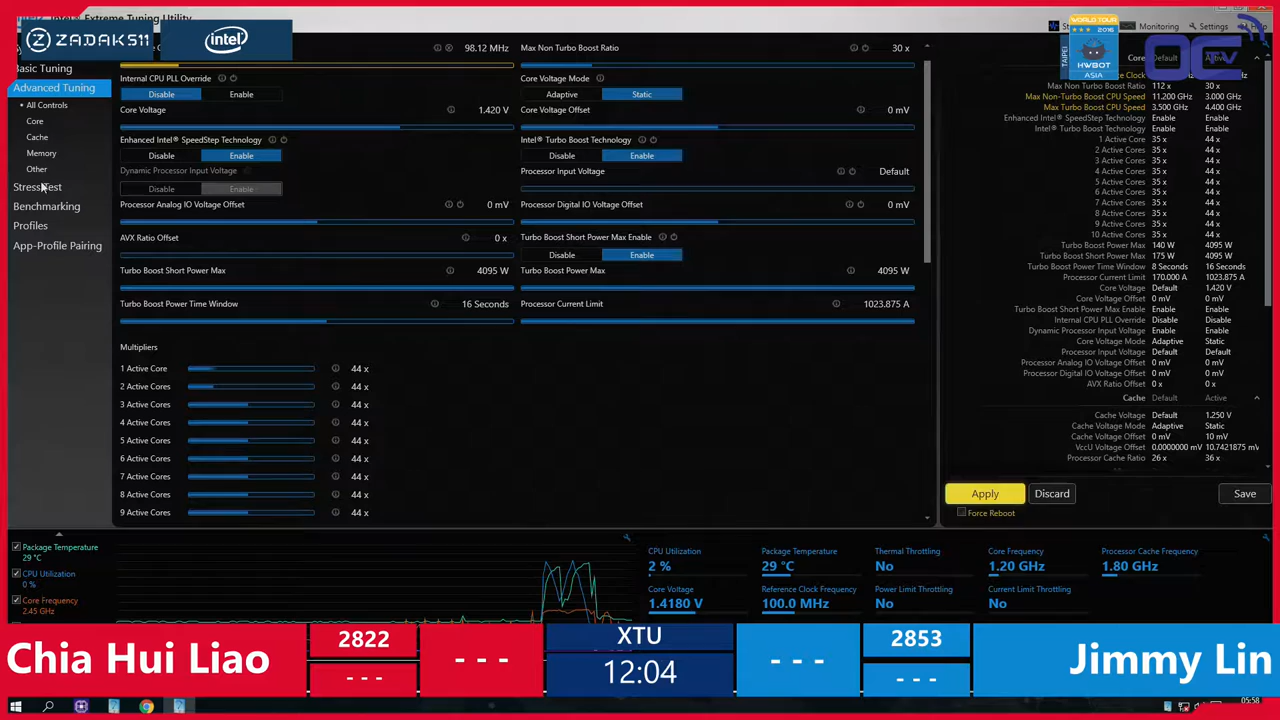 Extreme Tuning Utility
ZADAK511
intel
WORLD TOUR
2016
TAIPEI
HWBOT
ASIA
OC TV
Monitoring
Settings
Basic Tuning
Advanced Tuning
All Controls
Core
Cache
Memory
Other
Stress Test
Benchmarking
Profiles
App-Profile Pairing
98.12 MHz
Max Non Turbo Boost Ratio 30 x
Internal CPU PLL Override
Disable Enable
Core Voltage Mode
Adaptive Static
Core Voltage 1.420 V
Core Voltage Offset 0 mV
Enhanced Intel® SpeedStep Technology
Disable Enable
Intel® Turbo Boost Technology
Disable Enable
Dynamic Processor Input Voltage
Disable Enable
Processor Input Voltage Default
Processor Analog IO Voltage Offset 0 mV
Processor Digital IO Voltage Offset 0 mV
AVX Ratio Offset 0 x
Turbo Boost Short Power Max Enable
Disable Enable
Turbo Boost Short Power Max 4095 W
Turbo Boost Power Max 4095 W
Turbo Boost Power Time Window 16 Seconds
Processor Current Limit 1023.875 A
Multipliers
1 Active Core 44 x
2 Active Cores 44 x
3 Active Cores 44 x
4 Active Cores 44 x
5 Active Cores 44 x
6 Active Cores 44 x
7 Active Cores 44 x
8 Active Cores 44 x
9 Active Cores 44 x
Core Default
Max Non Turbo Boost Ratio 112 x 30 x
Max Non-Turbo Boost CPU Speed 11.200 GHz 3.000 GHz
Max Turbo Boost CPU Speed 3.500 GHz 4.400 GHz
Enhanced Intel® SpeedStep Technology Enable Enable
Intel® Turbo Boost Technology Enable Enable
1 Active Core 35 x 44 x
2 Active Cores 35 x 44 x
3 Active Cores 35 x 44 x
4 Active Cores 35 x 44 x
5 Active Cores 35 x 44 x
6 Active Cores 35 x 44 x
7 Active Cores 35 x 44 x
8 Active Cores 35 x 44 x
9 Active Cores 35 x 44 x
10 Active Cores 35 x 44 x
Turbo Boost Power Max 140 W 4095 W
Turbo Boost Short Power Max 175 W 4095 W
Turbo Boost Power Time Window 8 Seconds 16 Seconds
Processor Current Limit 170.000 A 1023.875 A
Core Voltage Default 1.420 V
Core Voltage Offset 0 mV 0 mV
Turbo Boost Short Power Max Enable Enable Enable
Internal CPU PLL Override Disable Disable
Dynamic Processor Input Voltage Enable Enable
Core Voltage Mode Adaptive Static
Processor Input Voltage Default Default
Processor Analog IO Voltage Offset 0 mV 0 mV
Processor Digital IO Voltage Offset 0 mV 0 mV
AVX Ratio Offset 0 x 0 x
Cache Default Active
Cache Voltage Default 1.250 V
Cache Voltage Mode Adaptive Static
Cache Voltage Offset 0 mV 10 mV
VccU Voltage Offset 0.0000000 mV 10.7421875 mV
Processor Cache Ratio 26 x 36 x
Apply Discard Save
Force Reboot
Package Temperature
29 °C
CPU Utilization
0 %
Core Frequency
2.45 GHz
CPU Utilization
2 %
Package Temperature
29 °C
Thermal Throttling
No
Core Frequency
1.20 GHz
Processor Cache Frequency
1.80 GHz
Core Voltage
1.4180 V
Reference Clock Frequency
100.0 MHz
Power Limit Throttling
No
Current Limit Throttling
No
Chia Hui Liao
2822
- - -
- - -
XTU
12:04
- - -
2853
- - -
Jimmy Lin
05:58